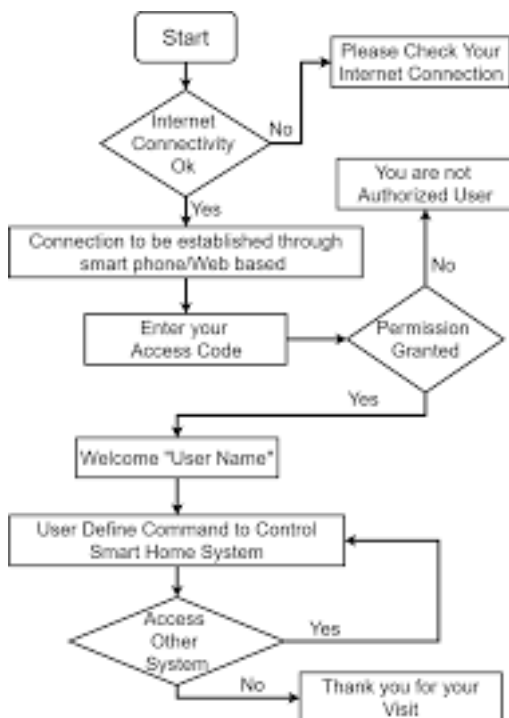 Start
Please Check Your
Internet Connection
Internet
Connectivity
Ok
No
Yes
You are not
Authorized User
Connection to be established through
smart phone/Web based
No
Enter your
Access Code
Permission
Granted
Yes
Welcome "User Name"
User Define Command to Control
Smart Home System
Access
Other
System
Yes
No
Thank you for your
Visit